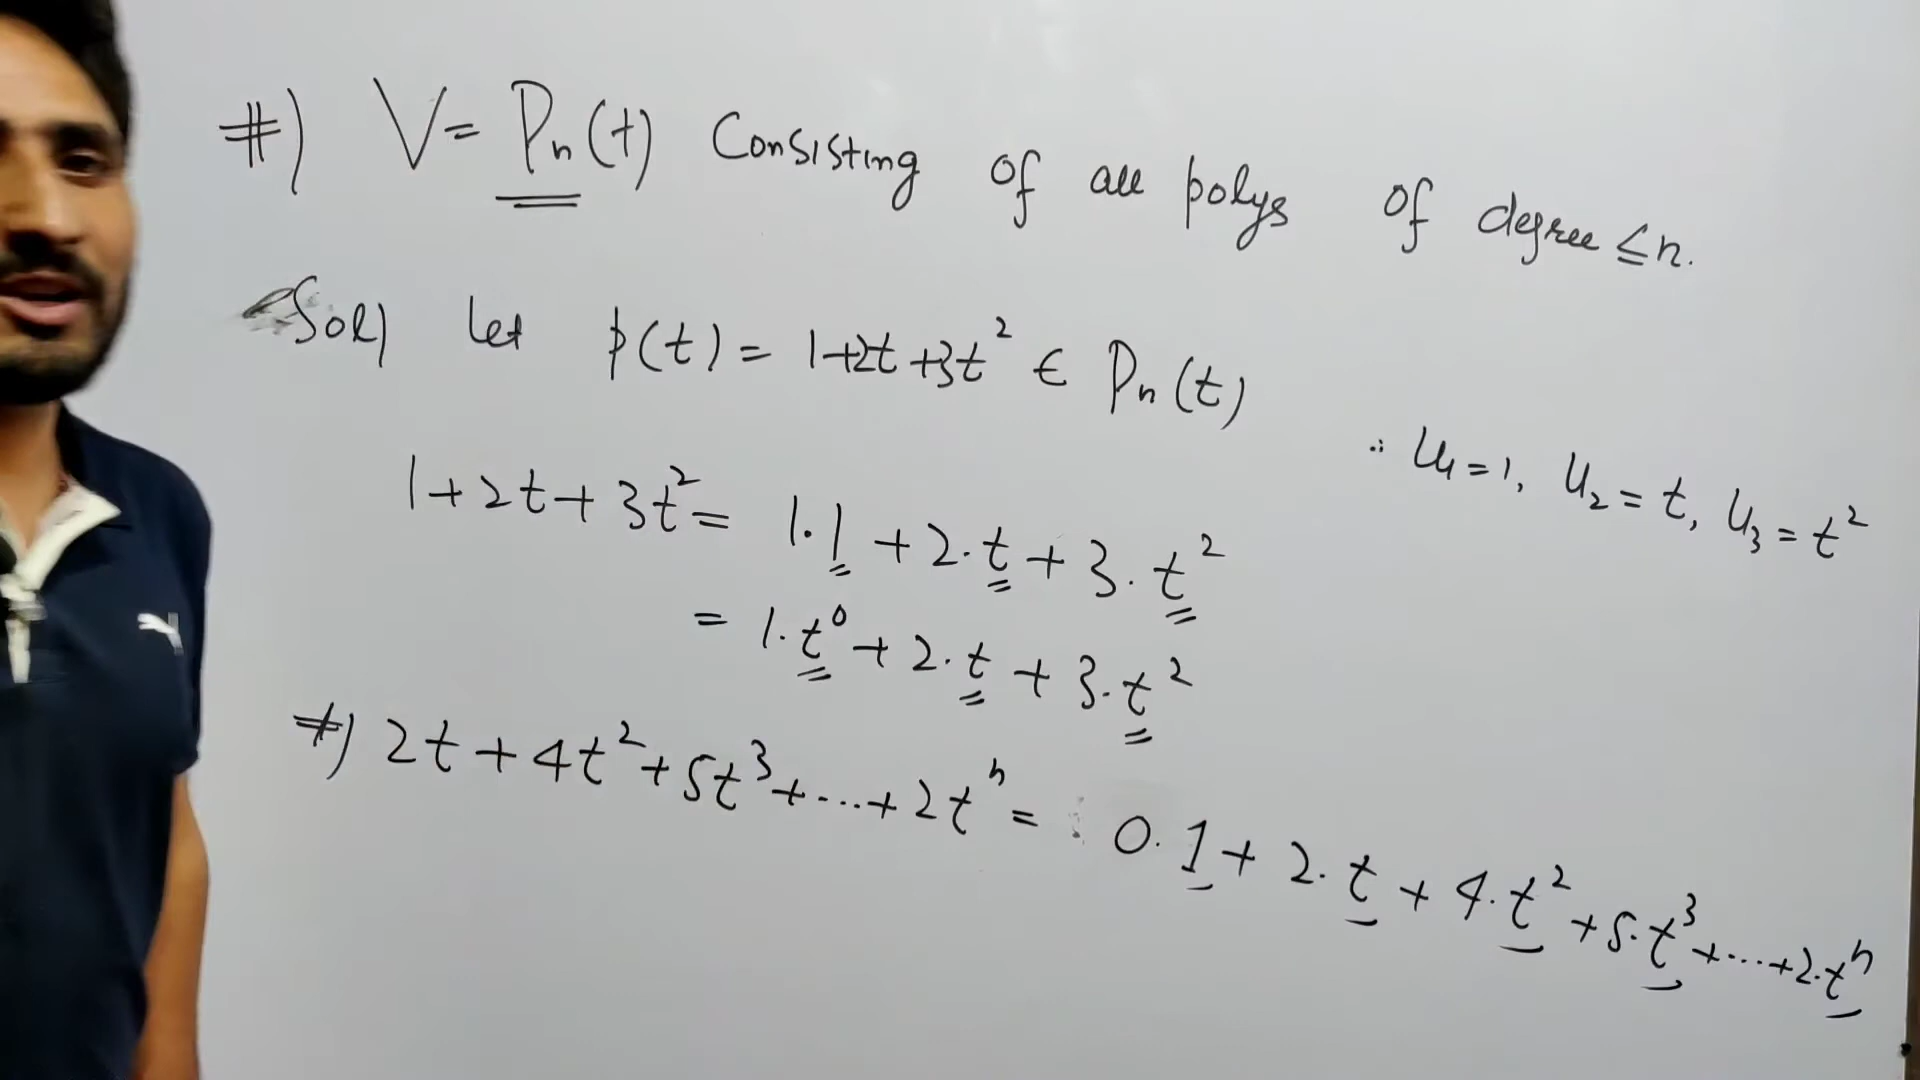 #) V = Pn(t) Consisting of all polys of degree ≤ n.
Sol) let p(t) = 1+2t+3t² ∈ Pn(t)
∴ u1 = 1, u2 = t, u3 = t²
1+2t+3t² = 1.1 + 2.t + 3.t²
= 1.t⁰ + 2.t + 3.t²
#) 2t + 4t² + 5t³ + ... + 2tⁿ = 0.1 + 2.t + 4.t² + 5.t³ + ... + 2.tⁿ